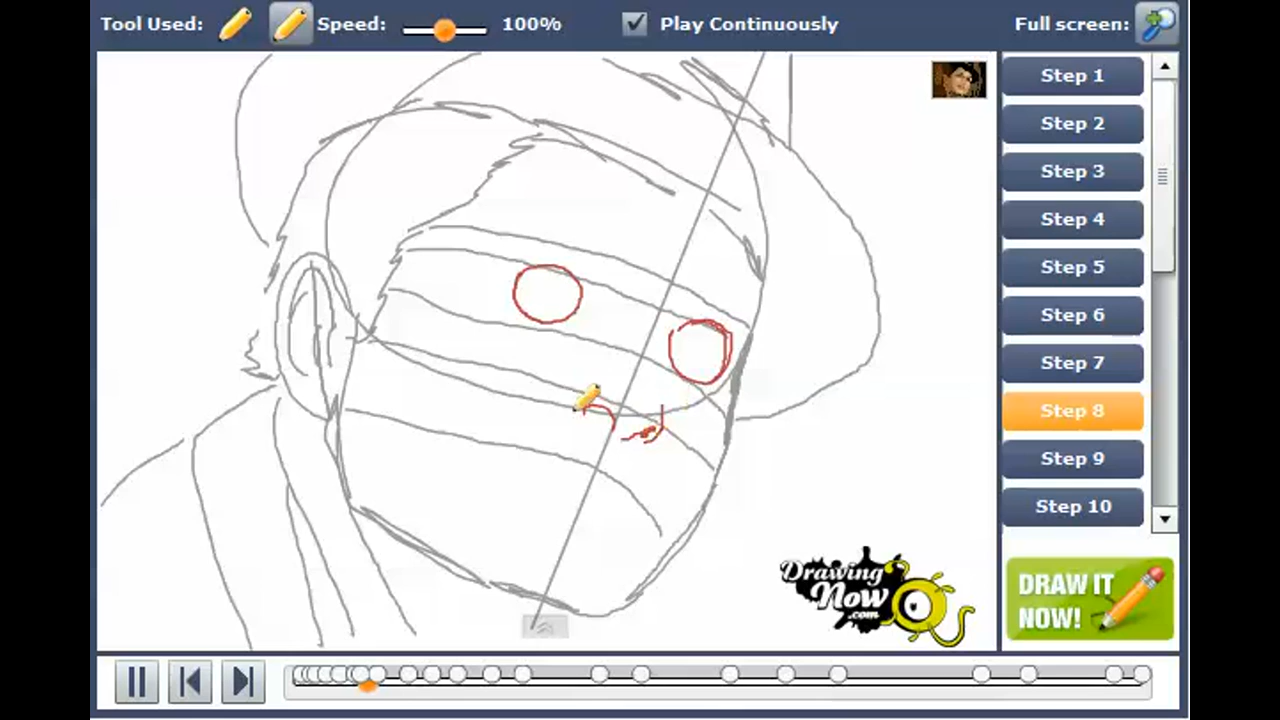 Tool Used: Speed: 100% Play Continuously Full screen:
Step 1
Step 2
Step 3
Step 4
Step 5
Step 6
Step 7
Step 8
Step 9
Step 10
Drawing
Now
.com
DRAW IT
NOW!